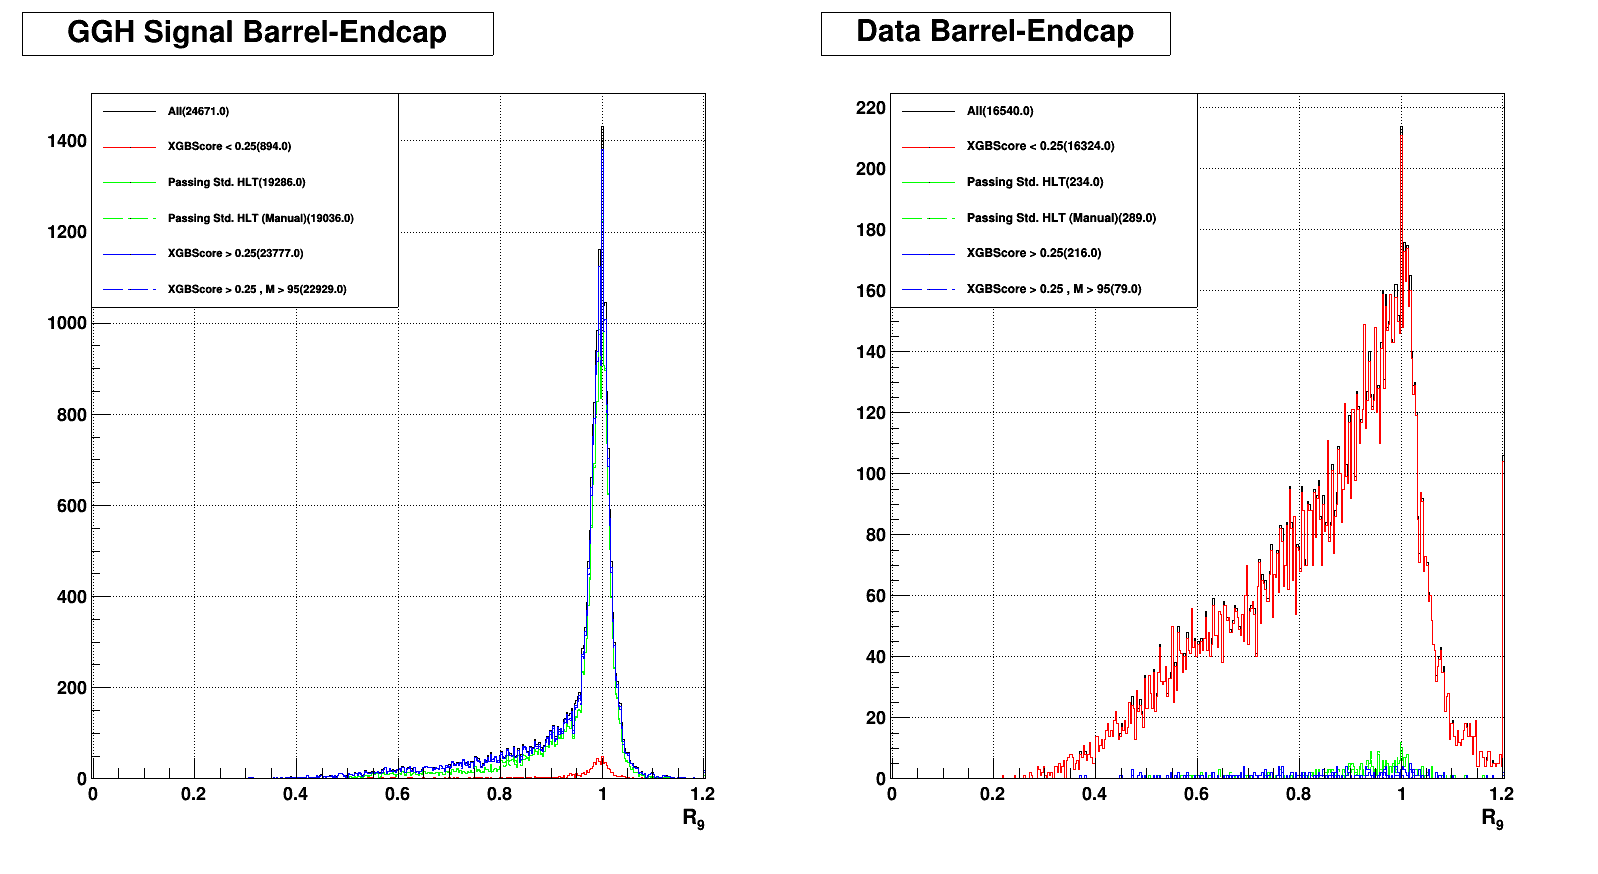 GGH Signal Barrel-Endcap
All(24671.0)
XGBScore < 0.25(894.0)
Passing Std. HLT(19286.0)
Passing Std. HLT (Manual)(19036.0)
XGBScore > 0.25(23777.0)
XGBScore > 0.25 , M > 95(22929.0)
1400
1200
1000
800
600
400
200
0
0 0.2 0.4 0.6 0.8 1 1.2
R9
Data Barrel-Endcap
All(16540.0)
XGBScore < 0.25(16324.0)
Passing Std. HLT(234.0)
Passing Std. HLT (Manual)(289.0)
XGBScore > 0.25(216.0)
XGBScore > 0.25 , M > 95(79.0)
220
200
180
160
140
120
100
80
60
40
20
0
0 0.2 0.4 0.6 0.8 1 1.2
R9